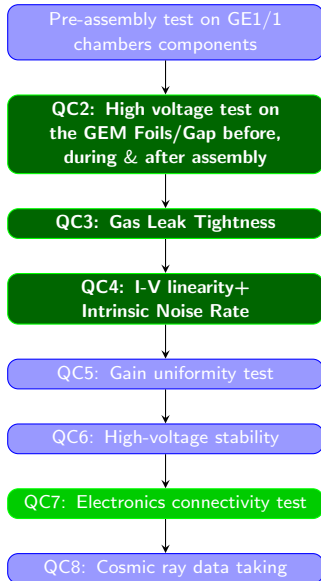 Pre-assembly test on GE1/1
chambers components
QC2: High voltage test on
the GEM Foils/Gap before,
during & after assembly
QC3: Gas Leak Tightness
QC4: I-V linearity+
Intrinsic Noise Rate
QC5: Gain uniformity test
QC6: High-voltage stability
QC7: Electronics connectivity test
QC8: Cosmic ray data taking